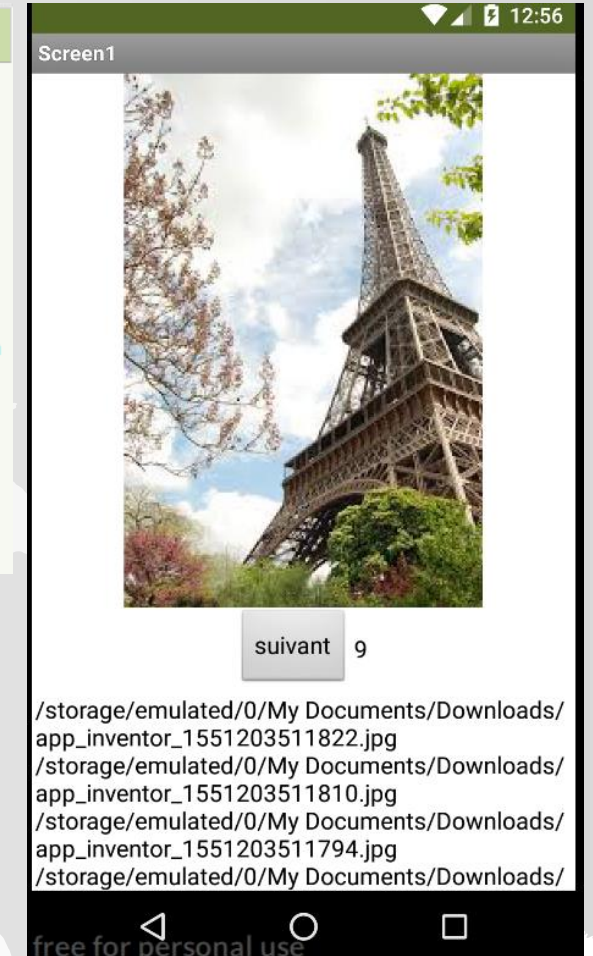 12:56
Screen1
suivant 9
/storage/emulated/0/My Documents/Downloads/
app_inventor_1551203511822.jpg
/storage/emulated/0/My Documents/Downloads/
app_inventor_1551203511810.jpg
/storage/emulated/0/My Documents/Downloads/
app_inventor_1551203511794.jpg
/storage/emulated/0/My Documents/Downloads/
free for personal use